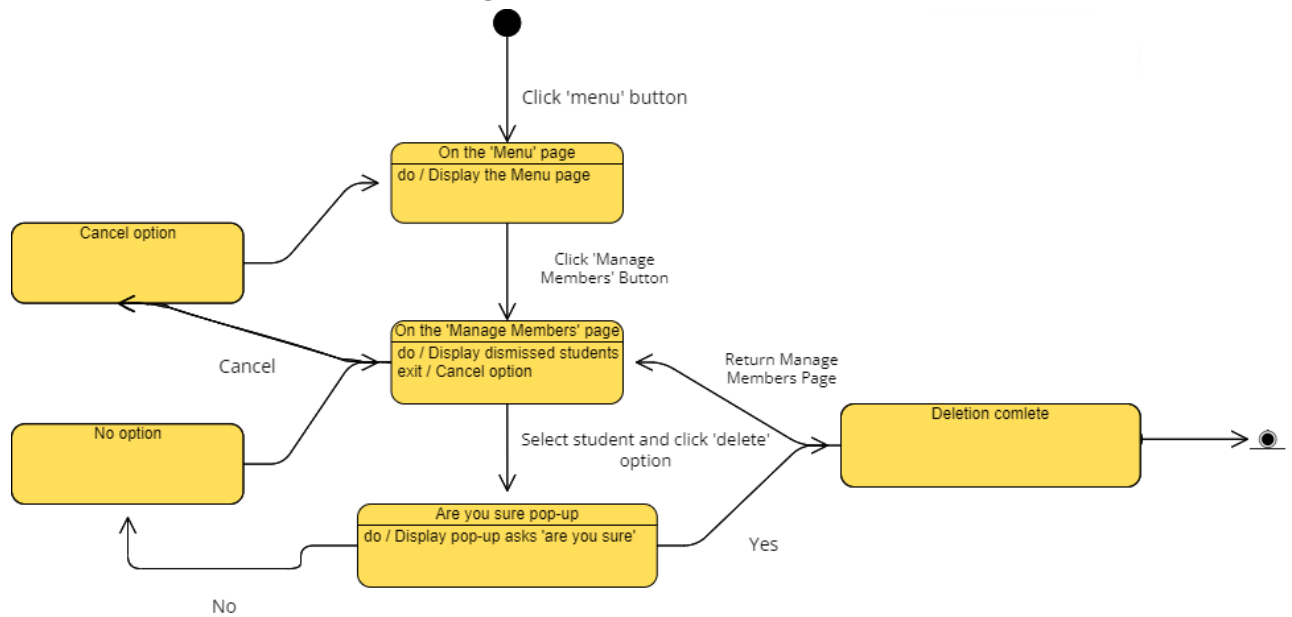 Click 'menu' button
On the 'Menu' page
do / Display the Menu page
Cancel option
Click 'Manage
Members' Button
On the 'Manage Members' page
do / Display dismissed students
exit / Cancel option
Cancel
Return Manage
Members Page
No option
Select student and click 'delete'
option
Deletion comlete
Are you sure pop-up
do / Display pop-up asks 'are you sure'
Yes
No